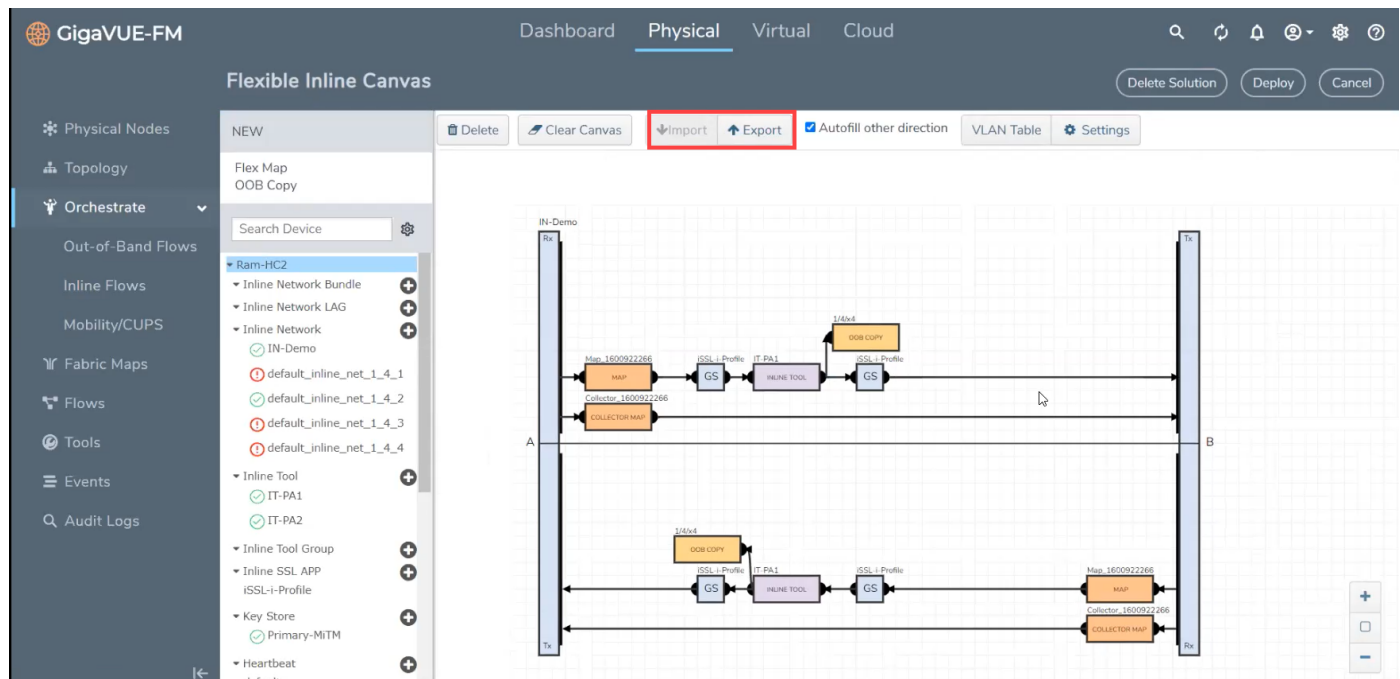 GigaVUE-FM
Dashboard Physical Virtual Cloud
Flexible Inline Canvas
Delete Solution Deploy Cancel
Physical Nodes
Topology
Orchestrate
Out-of-Band Flows
Inline Flows
Mobility/CUPS
Fabric Maps
Flows
Tools
Events
Audit Logs
NEW
Flex Map
OOB Copy
Search Device
Ram-HC2
Inline Network Bundle
Inline Network LAG
Inline Network
IN-Demo
default_inline_net_1_4_1
default_inline_net_1_4_2
default_inline_net_1_4_3
default_inline_net_1_4_4
Inline Tool
IT-PA1
IT-PA2
Inline Tool Group
Inline SSL APP
iSSL-i-Profile
Key Store
Primary-MiTM
Heartbeat
Delete Clear Canvas Import Export Autofill other direction VLAN Table Settings
IN-Demo
Rx Tx
1/4/x4
OOB COPY
Map_1600922266 iSSL-i-Profile IT-PA1 iSSL-i-Profile
MAP GS INLINE TOOL GS
Collector_1600922266
COLLECTOR MAP
A B
1/4/x4
OOB COPY
iSSL-i-Profile IT-PA1 iSSL-i-Profile Map_1600922266
GS INLINE TOOL GS MAP
Collector_1600922266
COLLECTOR MAP
Tx Rx